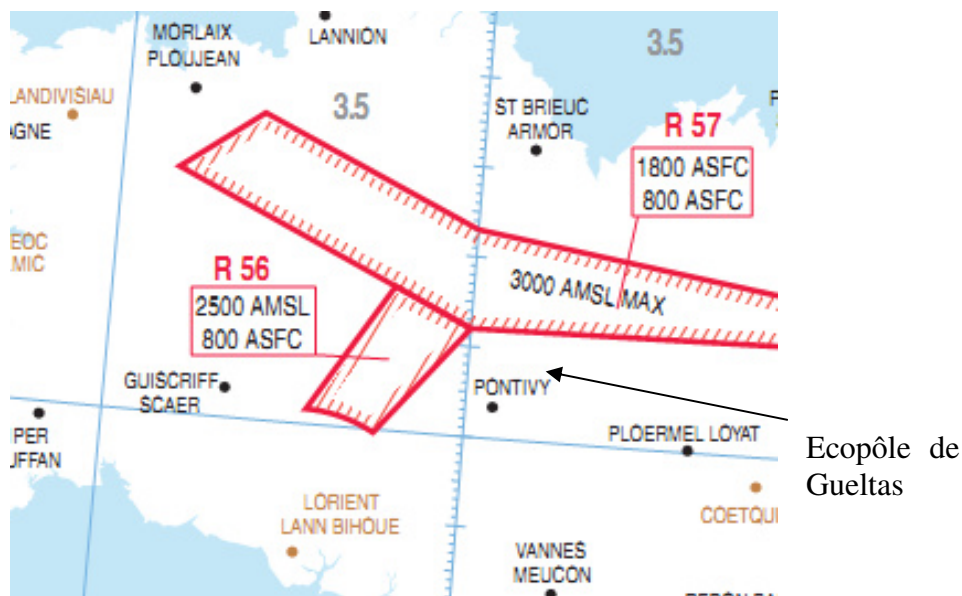 MORLAIX
PLOUJEAN
LANNION
3.5
3.5
LANDIVISIAU
AGNE
ST BRIEUC
ARMOR
R 57
1800 ASFC
800 ASFC
EOC
MIC
R 56
2500 AMSL
800 ASFC
3000 AMSL MAX
GUISCRIFF
SCAER
PONTIVY
PER
UFFAN
PLOERMEL LOYAT
Ecopôle de
Gueltas
LORIENT
LANN BIHOUE
COETQUI
VANNES
MEUCON